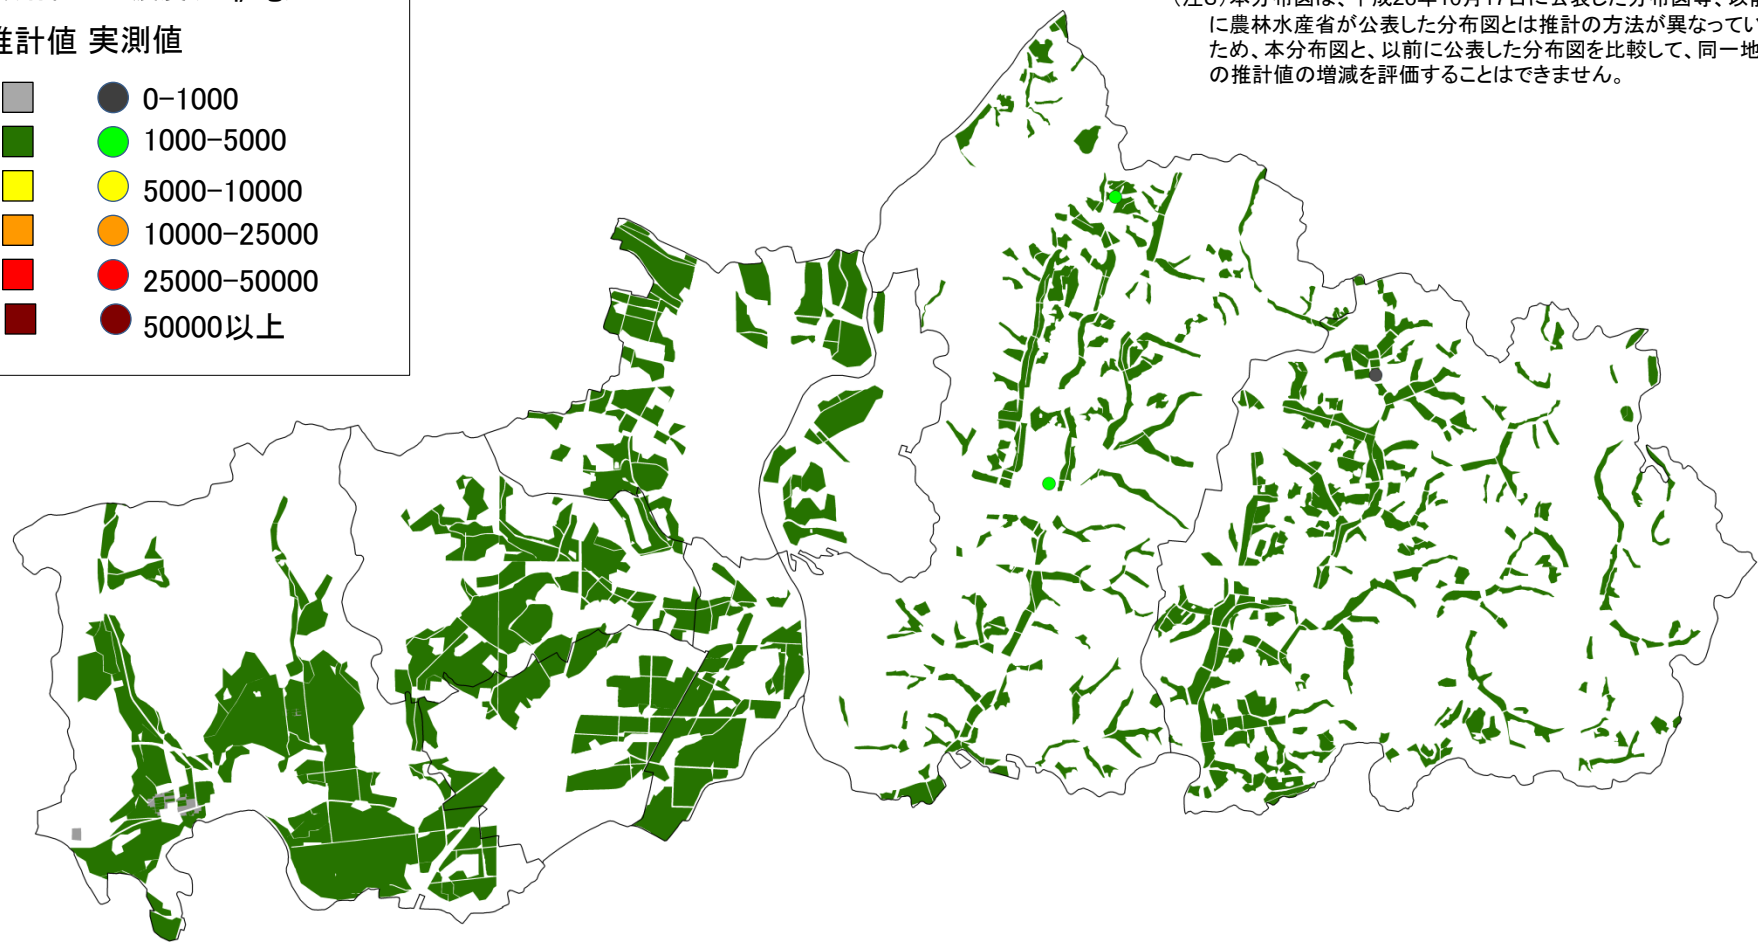 推計値 実測値
0-1000
1000-5000
5000-10000
10000-25000
25000-50000
50000以上
に農林水産省が公表した分布図とは推計の方法が異なってい
ため、本分布図と、以前に公表した分布図を比較して、同一地
の推計値の増減を評価することはできません。